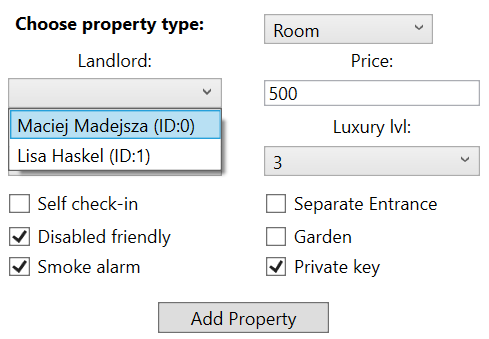 Choose property type: Room
Landlord: Price:
500
Maciej Madejsza (ID:0)
Luxury lvl:
Lisa Haskel (ID:1)
3
Self check-in Separate Entrance
Disabled friendly Garden
Smoke alarm Private key
Add Property